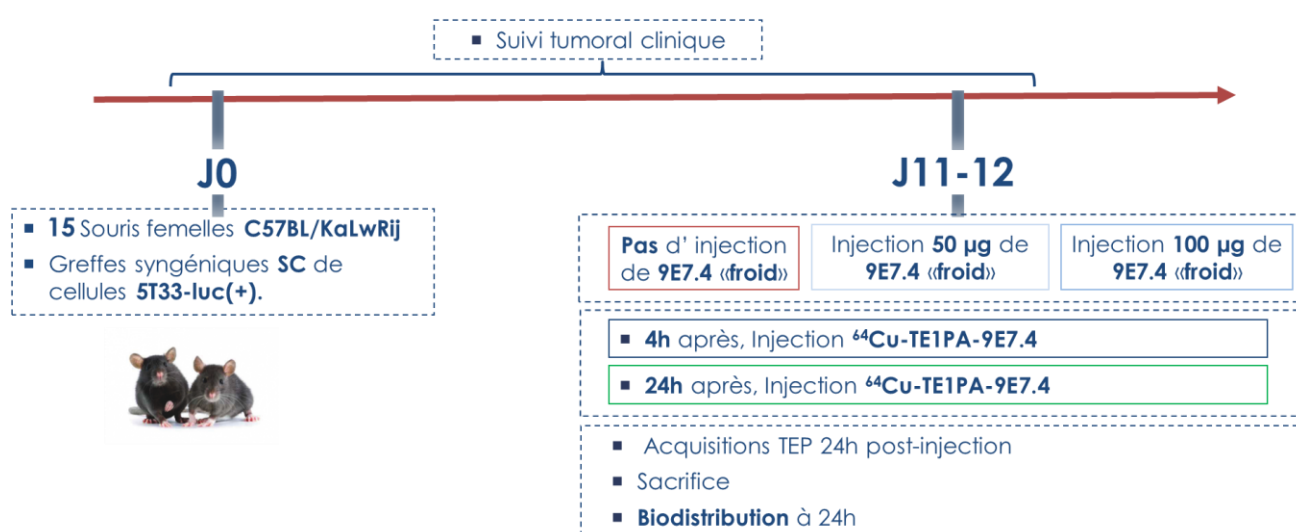 ▪ Suivi tumoral clinique
J0
J11-12
▪ 15 Souris femelles C57BL/KaLwRij
▪ Greffes syngéniques SC de
cellules 5T33-luc(+).
Pas d’ injection
de 9E7.4 «froid»
Injection 50 µg de
9E7.4 «froid»
Injection 100 µg de
9E7.4 «froid»
▪ 4h après, Injection ⁶⁴Cu-TE1PA-9E7.4
▪ 24h après, Injection ⁶⁴Cu-TE1PA-9E7.4
▪ Acquisitions TEP 24h post-injection
▪ Sacrifice
▪ Biodistribution à 24h